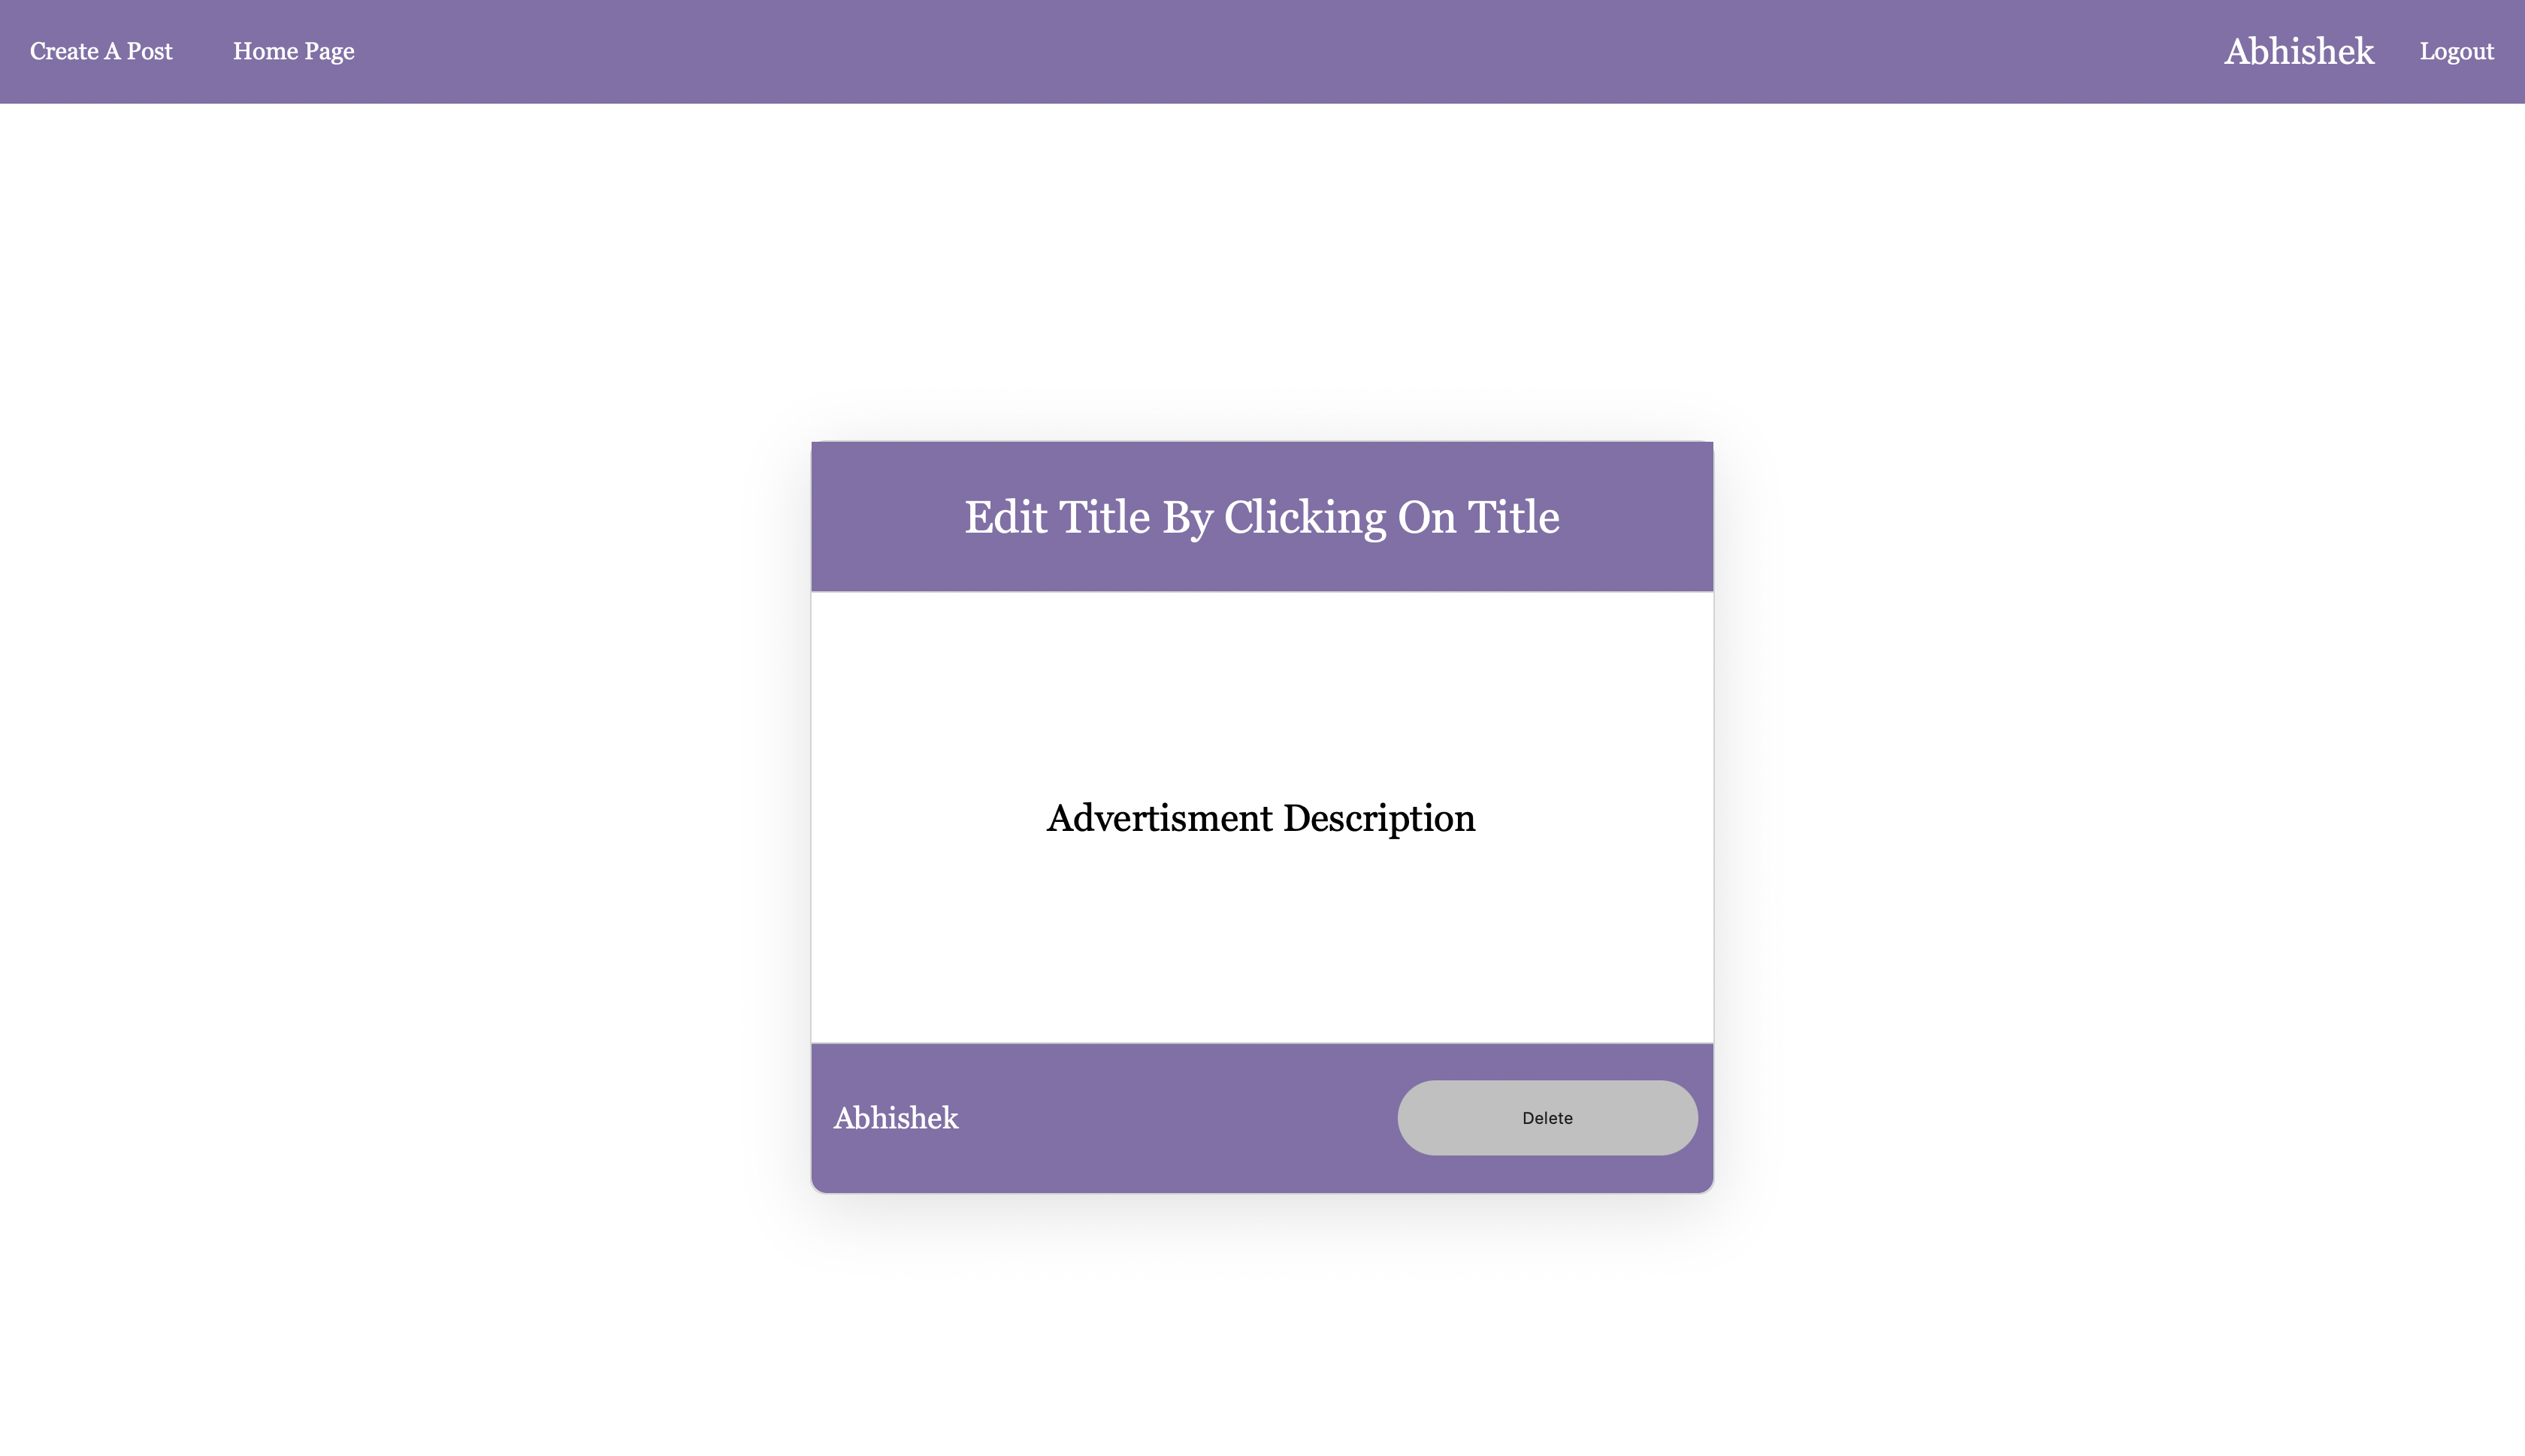 Create A Post Home Page Abhishek Logout
Edit Title By Clicking On Title
Advertisment Description
Abhishek Delete